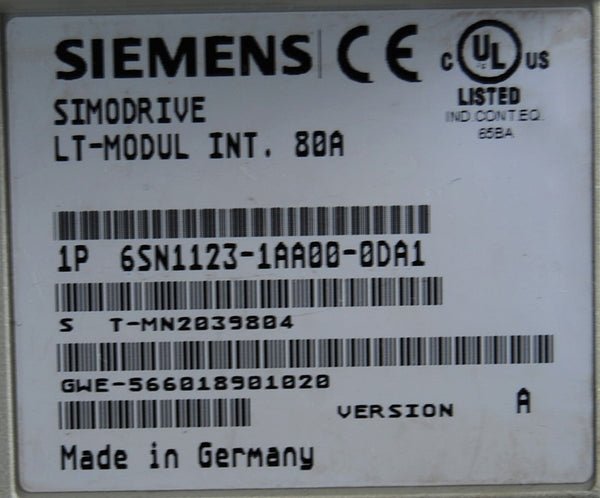 SIEMENS CE c UL US
LISTED
SIMODRIVE
IND.CONT.EQ.
LT-MODUL INT. 80A
65BA
1P 6SN1123-1AA00-0DA1
S T-MN2039804
GWE-566018901020
VERSION A
Made in Germany